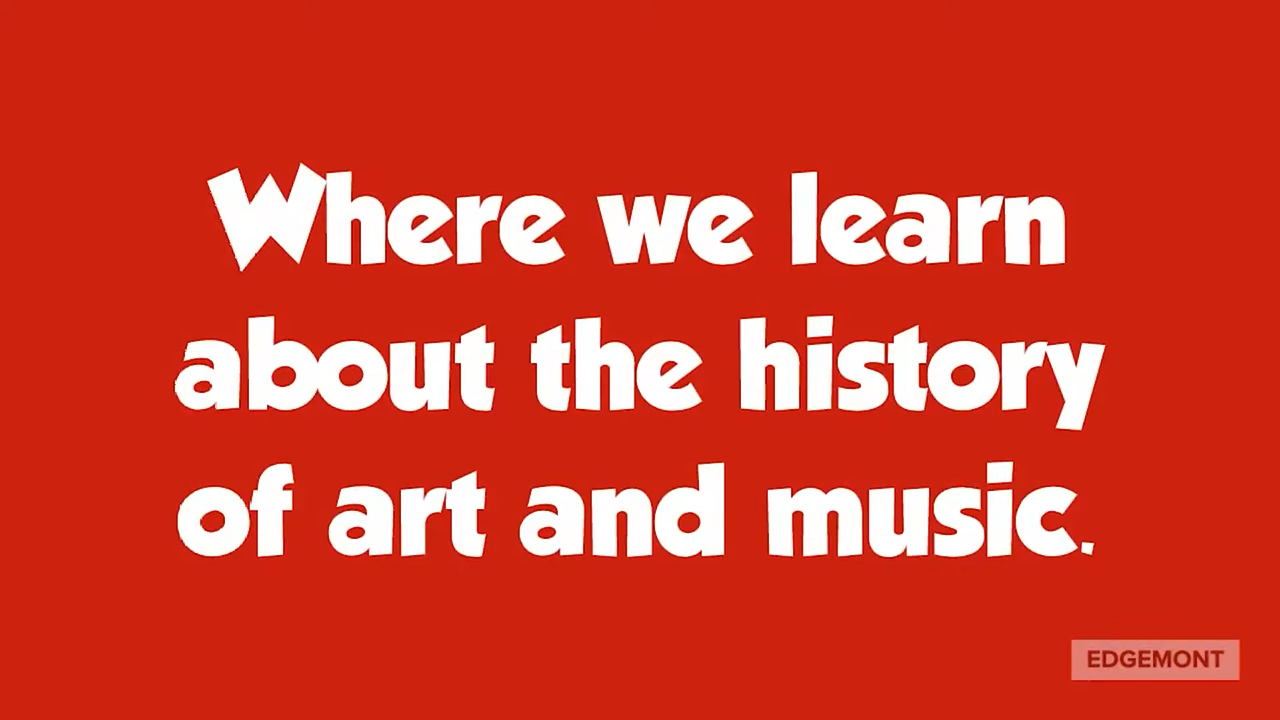 Where we learn
about the history
of art and music.
EDGEMONT